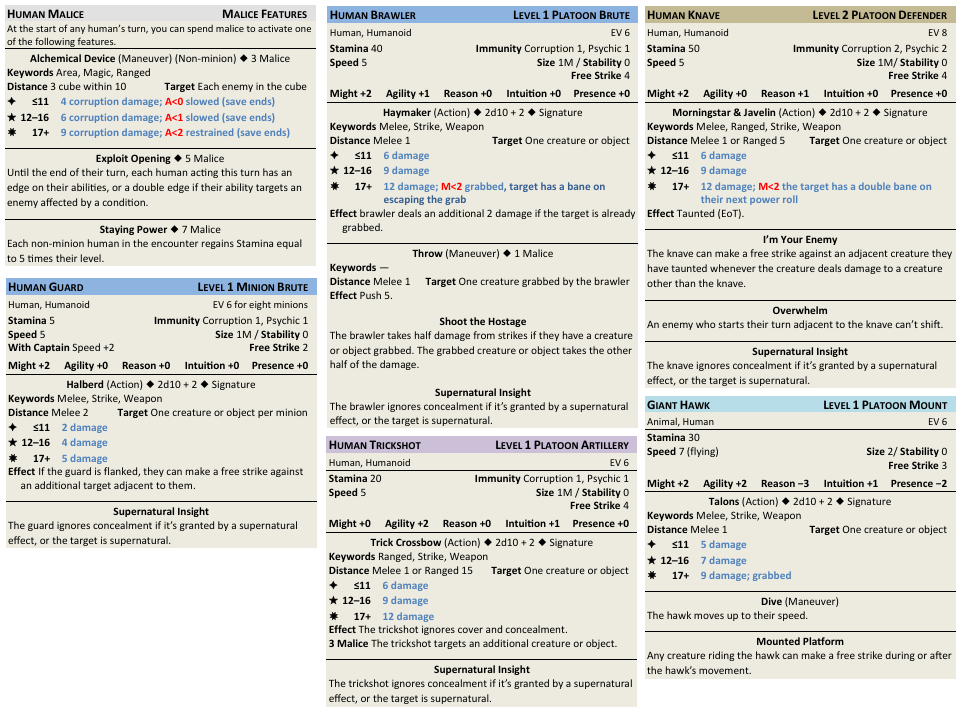 HUMAN MALICE MALICE FEATURES
At the start of any human's turn, you can spend malice to activate one
of the following features.
Alchemical Device (Maneuver) (Non-minion) ◆ 3 Malice
Keywords Area, Magic, Ranged
Distance 3 cube within 10 Target Each enemy in the cube
✦ ≤11 4 corruption damage; A<0 slowed (save ends)
★ 12–16 6 corruption damage; A<1 slowed (save ends)
✸ 17+ 9 corruption damage; A<2 restrained (save ends)
Exploit Opening ◆ 5 Malice
Until the end of their turn, each human acting this turn has an
edge on their abilities, or a double edge if their ability targets an
enemy affected by a condition.
Staying Power ◆ 7 Malice
Each non-minion human in the encounter regains Stamina equal
to 5 times their level.
HUMAN GUARD LEVEL 1 MINION BRUTE
Human, Humanoid EV 6 for eight minions
Stamina 5 Immunity Corruption 1, Psychic 1
Speed 5 Size 1M / Stability 0
With Captain Speed +2 Free Strike 2
Might +2 Agility +0 Reason +0 Intuition +0 Presence +0
Halberd (Action) ◆ 2d10 + 2 ◆ Signature
Keywords Melee, Strike, Weapon
Distance Melee 2 Target One creature or object per minion
✦ ≤11 2 damage
★ 12–16 4 damage
✸ 17+ 5 damage
Effect If the guard is flanked, they can make a free strike against
an additional target adjacent to them.
Supernatural Insight
The guard ignores concealment if it's granted by a supernatural
effect, or the target is supernatural.
HUMAN BRAWLER LEVEL 1 PLATOON BRUTE
Human, Humanoid EV 6
Stamina 40 Immunity Corruption 1, Psychic 1
Speed 5 Size 1M / Stability 0
Free Strike 4
Might +2 Agility +1 Reason +0 Intuition +0 Presence +0
Haymaker (Action) ◆ 2d10 + 2 ◆ Signature
Keywords Melee, Strike, Weapon
Distance Melee 1 Target One creature or object
✦ ≤11 6 damage
★ 12–16 9 damage
✸ 17+ 12 damage; M<2 grabbed, target has a bane on
escaping the grab
Effect brawler deals an additional 2 damage if the target is already
grabbed.
Throw (Maneuver) ◆ 1 Malice
Keywords —
Distance Melee 1 Target One creature grabbed by the brawler
Effect Push 5.
Shoot the Hostage
The brawler takes half damage from strikes if they have a creature
or object grabbed. The grabbed creature or object takes the other
half of the damage.
Supernatural Insight
The brawler ignores concealment if it's granted by a supernatural
effect, or the target is supernatural.
HUMAN TRICKSHOT LEVEL 1 PLATOON ARTILLERY
Human, Humanoid EV 6
Stamina 20 Immunity Corruption 1, Psychic 1
Speed 5 Size 1M / Stability 0
Free Strike 4
Might +0 Agility +2 Reason +0 Intuition +1 Presence +0
Trick Crossbow (Action) ◆ 2d10 + 2 ◆ Signature
Keywords Ranged, Strike, Weapon
Distance Melee 1 or Ranged 15 Target One creature or object
✦ ≤11 6 damage
★ 12–16 9 damage
✸ 17+ 12 damage
Effect The trickshot ignores cover and concealment.
3 Malice The trickshot targets an additional creature or object.
Supernatural Insight
The trickshot ignores concealment if it's granted by a supernatural
effect, or the target is supernatural.
HUMAN KNAVE LEVEL 2 PLATOON DEFENDER
Human, Humanoid EV 8
Stamina 50 Immunity Corruption 2, Psychic 2
Speed 5 Size 1M/ Stability 0
Free Strike 4
Might +2 Agility +0 Reason +0 Intuition +0 Presence +0
Morningstar & Javelin (Action) ◆ 2d10 + 2 ◆ Signature
Keywords Melee, Ranged, Strike, Weapon
Distance Melee 1 or Ranged 5 Target One creature or object
✦ ≤11 6 damage
★ 12–16 9 damage
✸ 17+ 12 damage; M<2 the target has a double bane on
their next power roll
Effect Taunted (EoT).
I'm Your Enemy
The knave can make a free strike against an adjacent creature they
have taunted whenever the creature deals damage to a creature
other than the knave.
Overwhelm
An enemy who starts their turn adjacent to the knave can't shift.
Supernatural Insight
The knave ignores concealment if it's granted by a supernatural
effect, or the target is supernatural.
GIANT HAWK LEVEL 1 PLATOON MOUNT
Animal, Human EV 6
Stamina 30
Speed 7 (flying) Size 2/ Stability 0
Free Strike 3
Might +2 Agility +2 Reason −3 Intuition +1 Presence −2
Talons (Action) ◆ 2d10 + 2 ◆ Signature
Keywords Melee, Strike, Weapon
Distance Melee 1 Target One creature or object
✦ ≤11 5 damage
★ 12–16 7 damage
✸ 17+ 9 damage; grabbed
Dive (Maneuver)
The hawk moves up to their speed.
Mounted Platform
Any creature riding the hawk can make a free strike during or after
the hawk's movement.